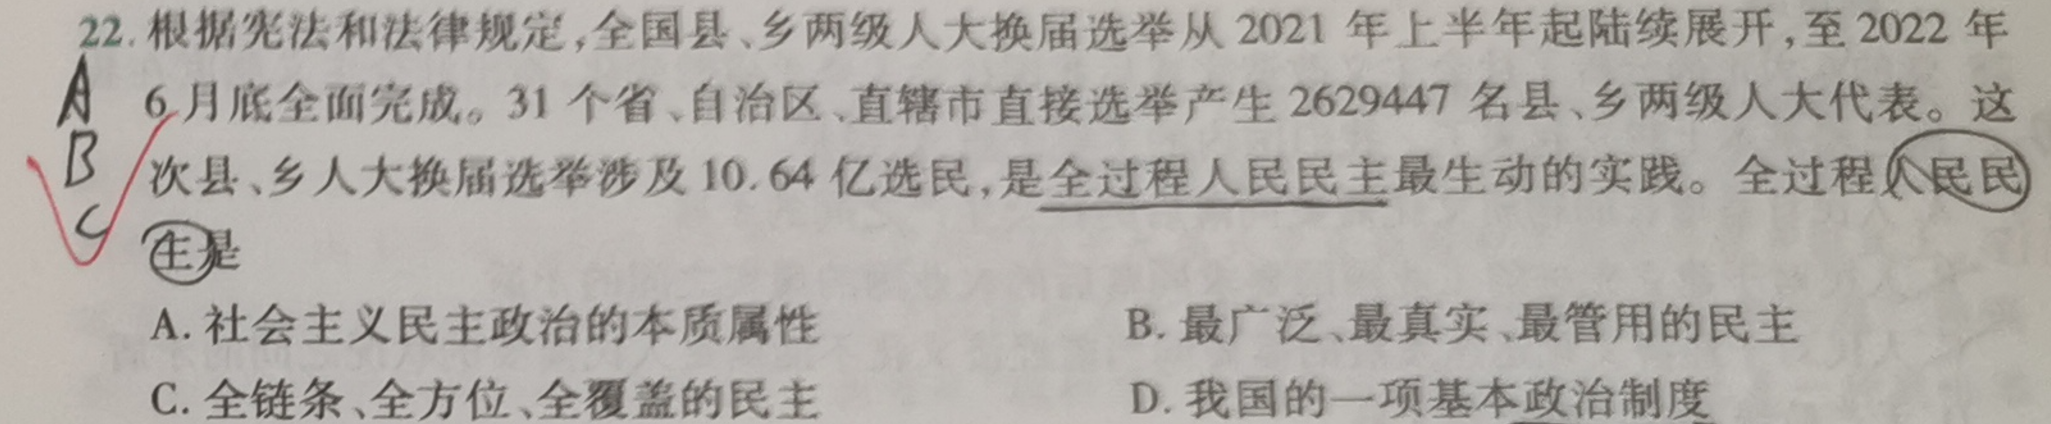 22. 根据宪法和法律规定,全国县、乡两级人大换届选举从 2021 年上半年起陆续展开,至 2022 年
6 月底全面完成。31 个省、自治区、直辖市直接选举产生 2629447 名县、乡两级人大代表。这
次县、乡人大换届选举涉及 10.64 亿选民,是全过程人民民主最生动的实践。全过程人民民
主是
A
B
C
A. 社会主义民主政治的本质属性
B. 最广泛、最真实、最管用的民主
C. 全链条、全方位、全覆盖的民主
D. 我国的一项基本政治制度